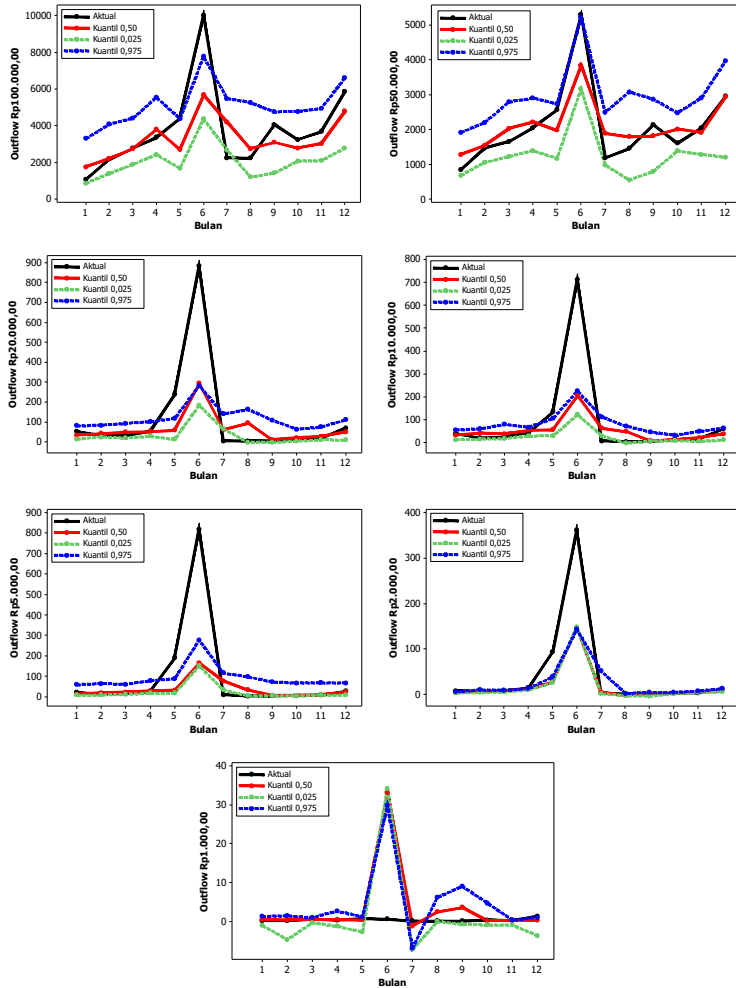 Outflow Rp100.000,00
Aktual
Kuantil 0,50
Kuantil 0,025
Kuantil 0,975
10000
8000
6000
4000
2000
0
1 2 3 4 5 6 7 8 9 10 11 12
Bulan
Outflow Rp50.000,00
Aktual
Kuantil 0,50
Kuantil 0,025
Kuantil 0,975
5000
4000
3000
2000
1000
0
1 2 3 4 5 6 7 8 9 10 11 12
Bulan
Outflow Rp20.000,00
Aktual
Kuantil 0,50
Kuantil 0,025
Kuantil 0,975
900
800
700
600
500
400
300
200
100
0
1 2 3 4 5 6 7 8 9 10 11 12
Bulan
Outflow Rp10.000,00
Aktual
Kuantil 0,50
Kuantil 0,025
Kuantil 0,975
800
700
600
500
400
300
200
100
0
1 2 3 4 5 6 7 8 9 10 11 12
Bulan
Outflow Rp5.000,00
Aktual
Kuantil 0,50
Kuantil 0,025
Kuantil 0,975
900
800
700
600
500
400
300
200
100
0
1 2 3 4 5 6 7 8 9 10 11 12
Bulan
Outflow Rp2.000,00
Aktual
Kuantil 0,50
Kuantil 0,025
Kuantil 0,975
400
300
200
100
0
1 2 3 4 5 6 7 8 9 10 11 12
Bulan
Outflow Rp1.000,00
Aktual
Kuantil 0,50
Kuantil 0,025
Kuantil 0,975
40
30
20
10
0
1 2 3 4 5 6 7 8 9 10 11 12
Bulan